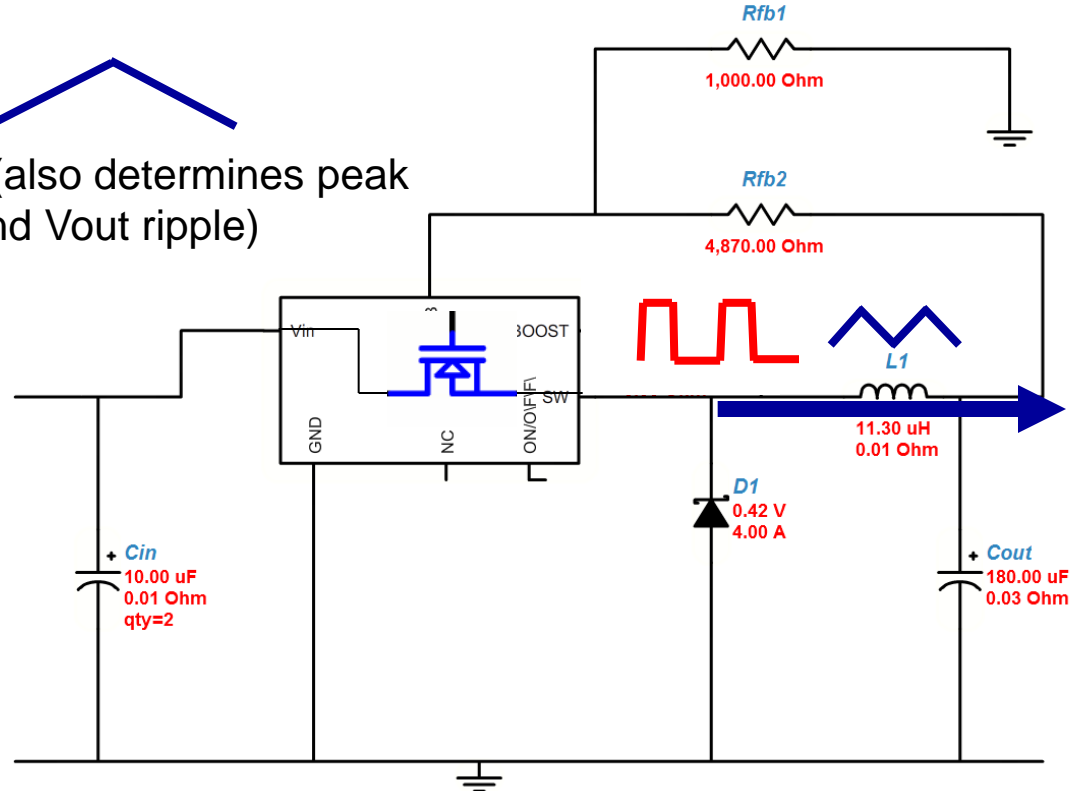 Rfb1
1,000.00 Ohm
(also determines peak
nd Vout ripple)
Rfb2
4,870.00 Ohm
Vin
BOOST
SW
GND
NC
ON/O\F\F\
L1
11.30 uH
0.01 Ohm
D1
0.42 V
4.00 A
+ Cin
10.00 uF
0.01 Ohm
qty=2
+ Cout
180.00 uF
0.03 Ohm